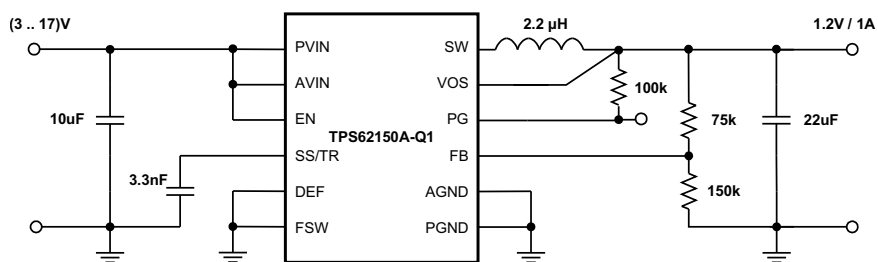 (3 .. 17)V
2.2 µH
1.2V / 1A
PVIN
SW
AVIN
VOS
100k
10uF
EN
PG
75k
22uF
TPS62150A-Q1
SS/TR
FB
3.3nF
DEF
AGND
150k
FSW
PGND